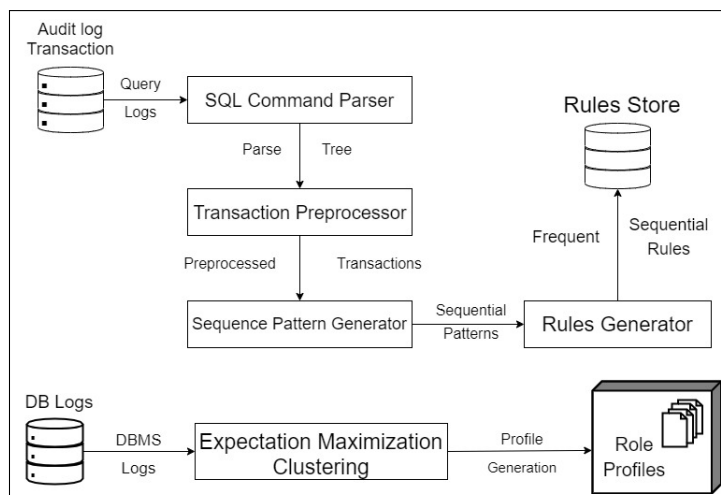 Audit log
Transaction
Query
Logs
SQL Command Parser
Rules Store
Parse Tree
Transaction Preprocessor
Frequent
Sequential
Rules
Preprocessed Transactions
Sequence Pattern Generator
Sequential
Patterns
Rules Generator
DB Logs
DBMS
Logs
Expectation Maximization
Clustering
Profile
Generation
Role
Profiles